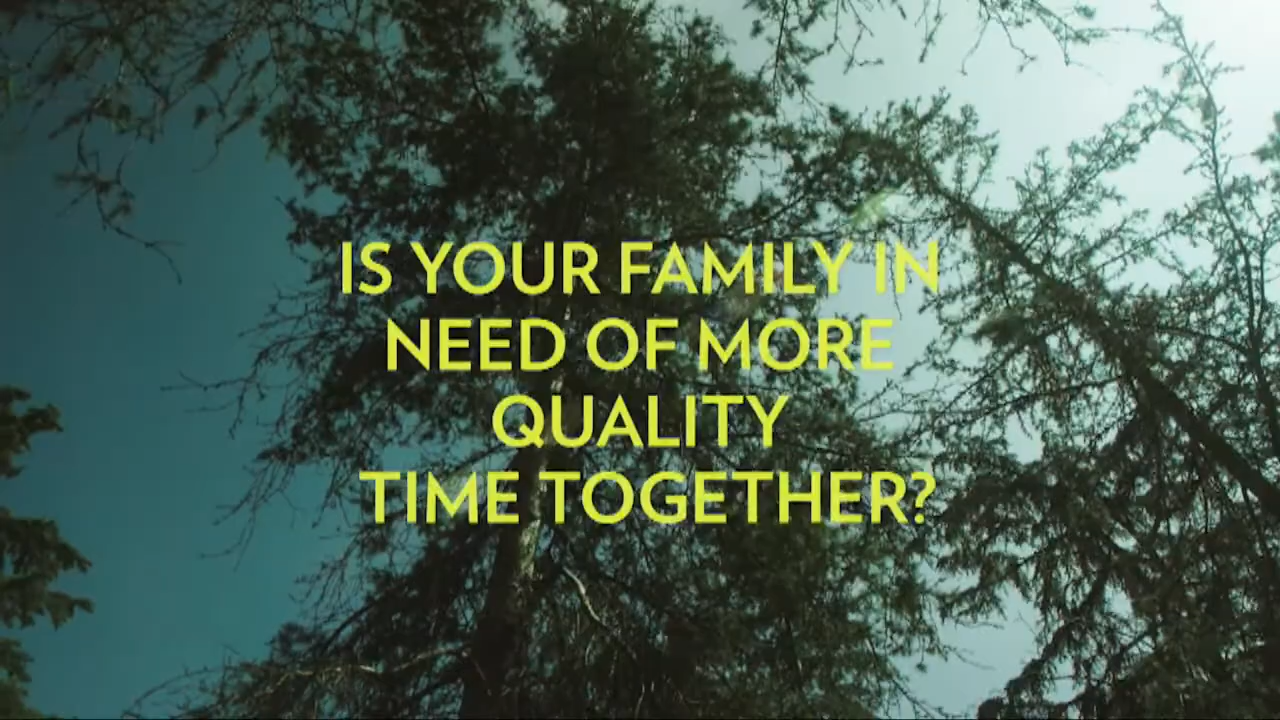 IS YOUR FAMILY IN
NEED OF MORE
QUALITY
TIME TOGETHER?